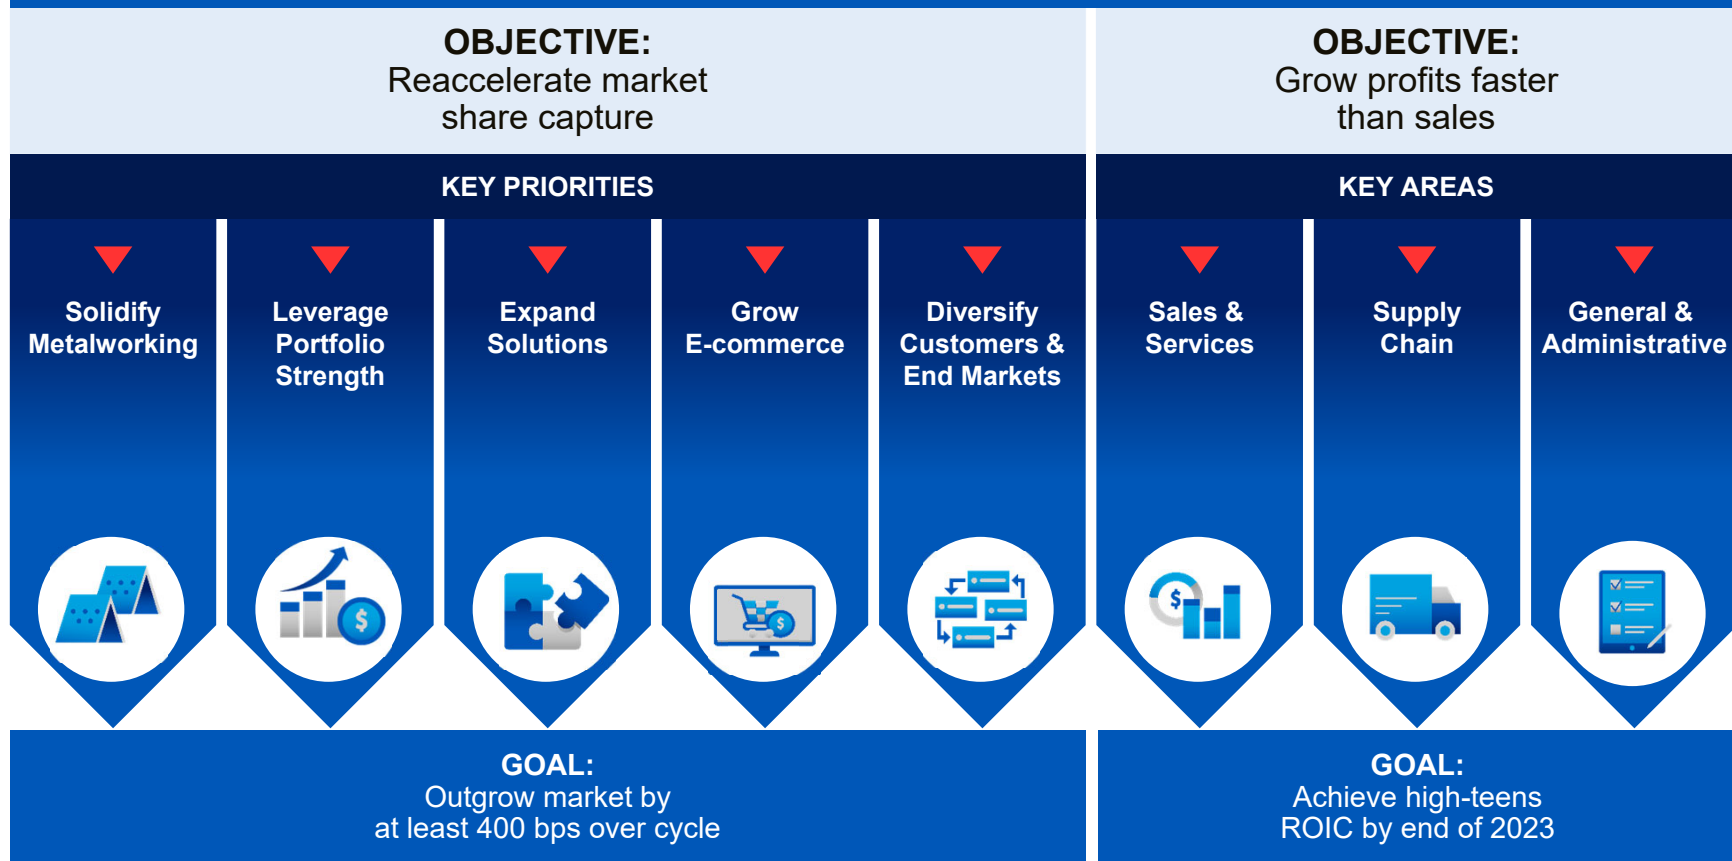 OBJECTIVE:
Reaccelerate market
share capture
OBJECTIVE:
Grow profits faster
than sales
KEY PRIORITIES
KEY AREAS
Solidify
Metalworking
Leverage
Portfolio
Strength
Expand
Solutions
Grow
E-commerce
Diversify
Customers &
End Markets
Sales &
Services
Supply
Chain
General &
Administrative
$
$
$
GOAL:
Outgrow market by
at least 400 bps over cycle
GOAL:
Achieve high-teens
ROIC by end of 2023